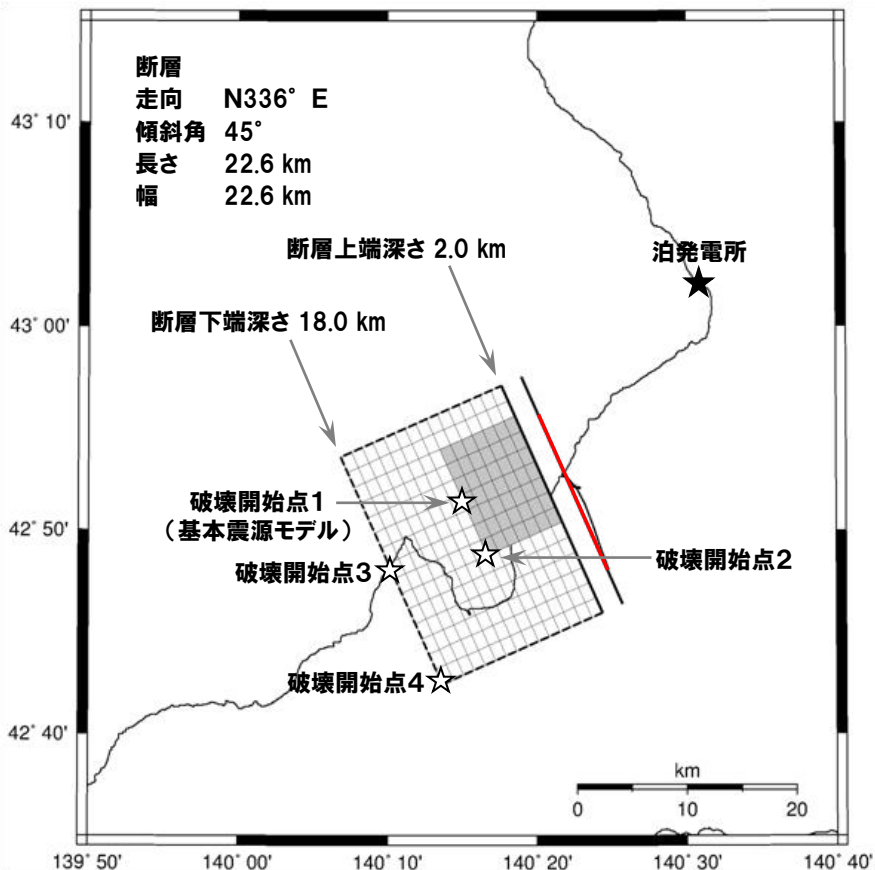 断層
走向 N336° E
傾斜角 45°
長さ 22.6 km
幅 22.6 km
43° 10'
断層上端深さ 2.0 km
泊発電所
断層下端深さ 18.0 km
43° 00'
破壊開始点1
（基本震源モデル）
42° 50'
破壊開始点2
破壊開始点3
破壊開始点4
42° 40'
km
0 10 20
139° 50' 140° 00' 140° 10' 140° 20' 140° 30' 140° 40'